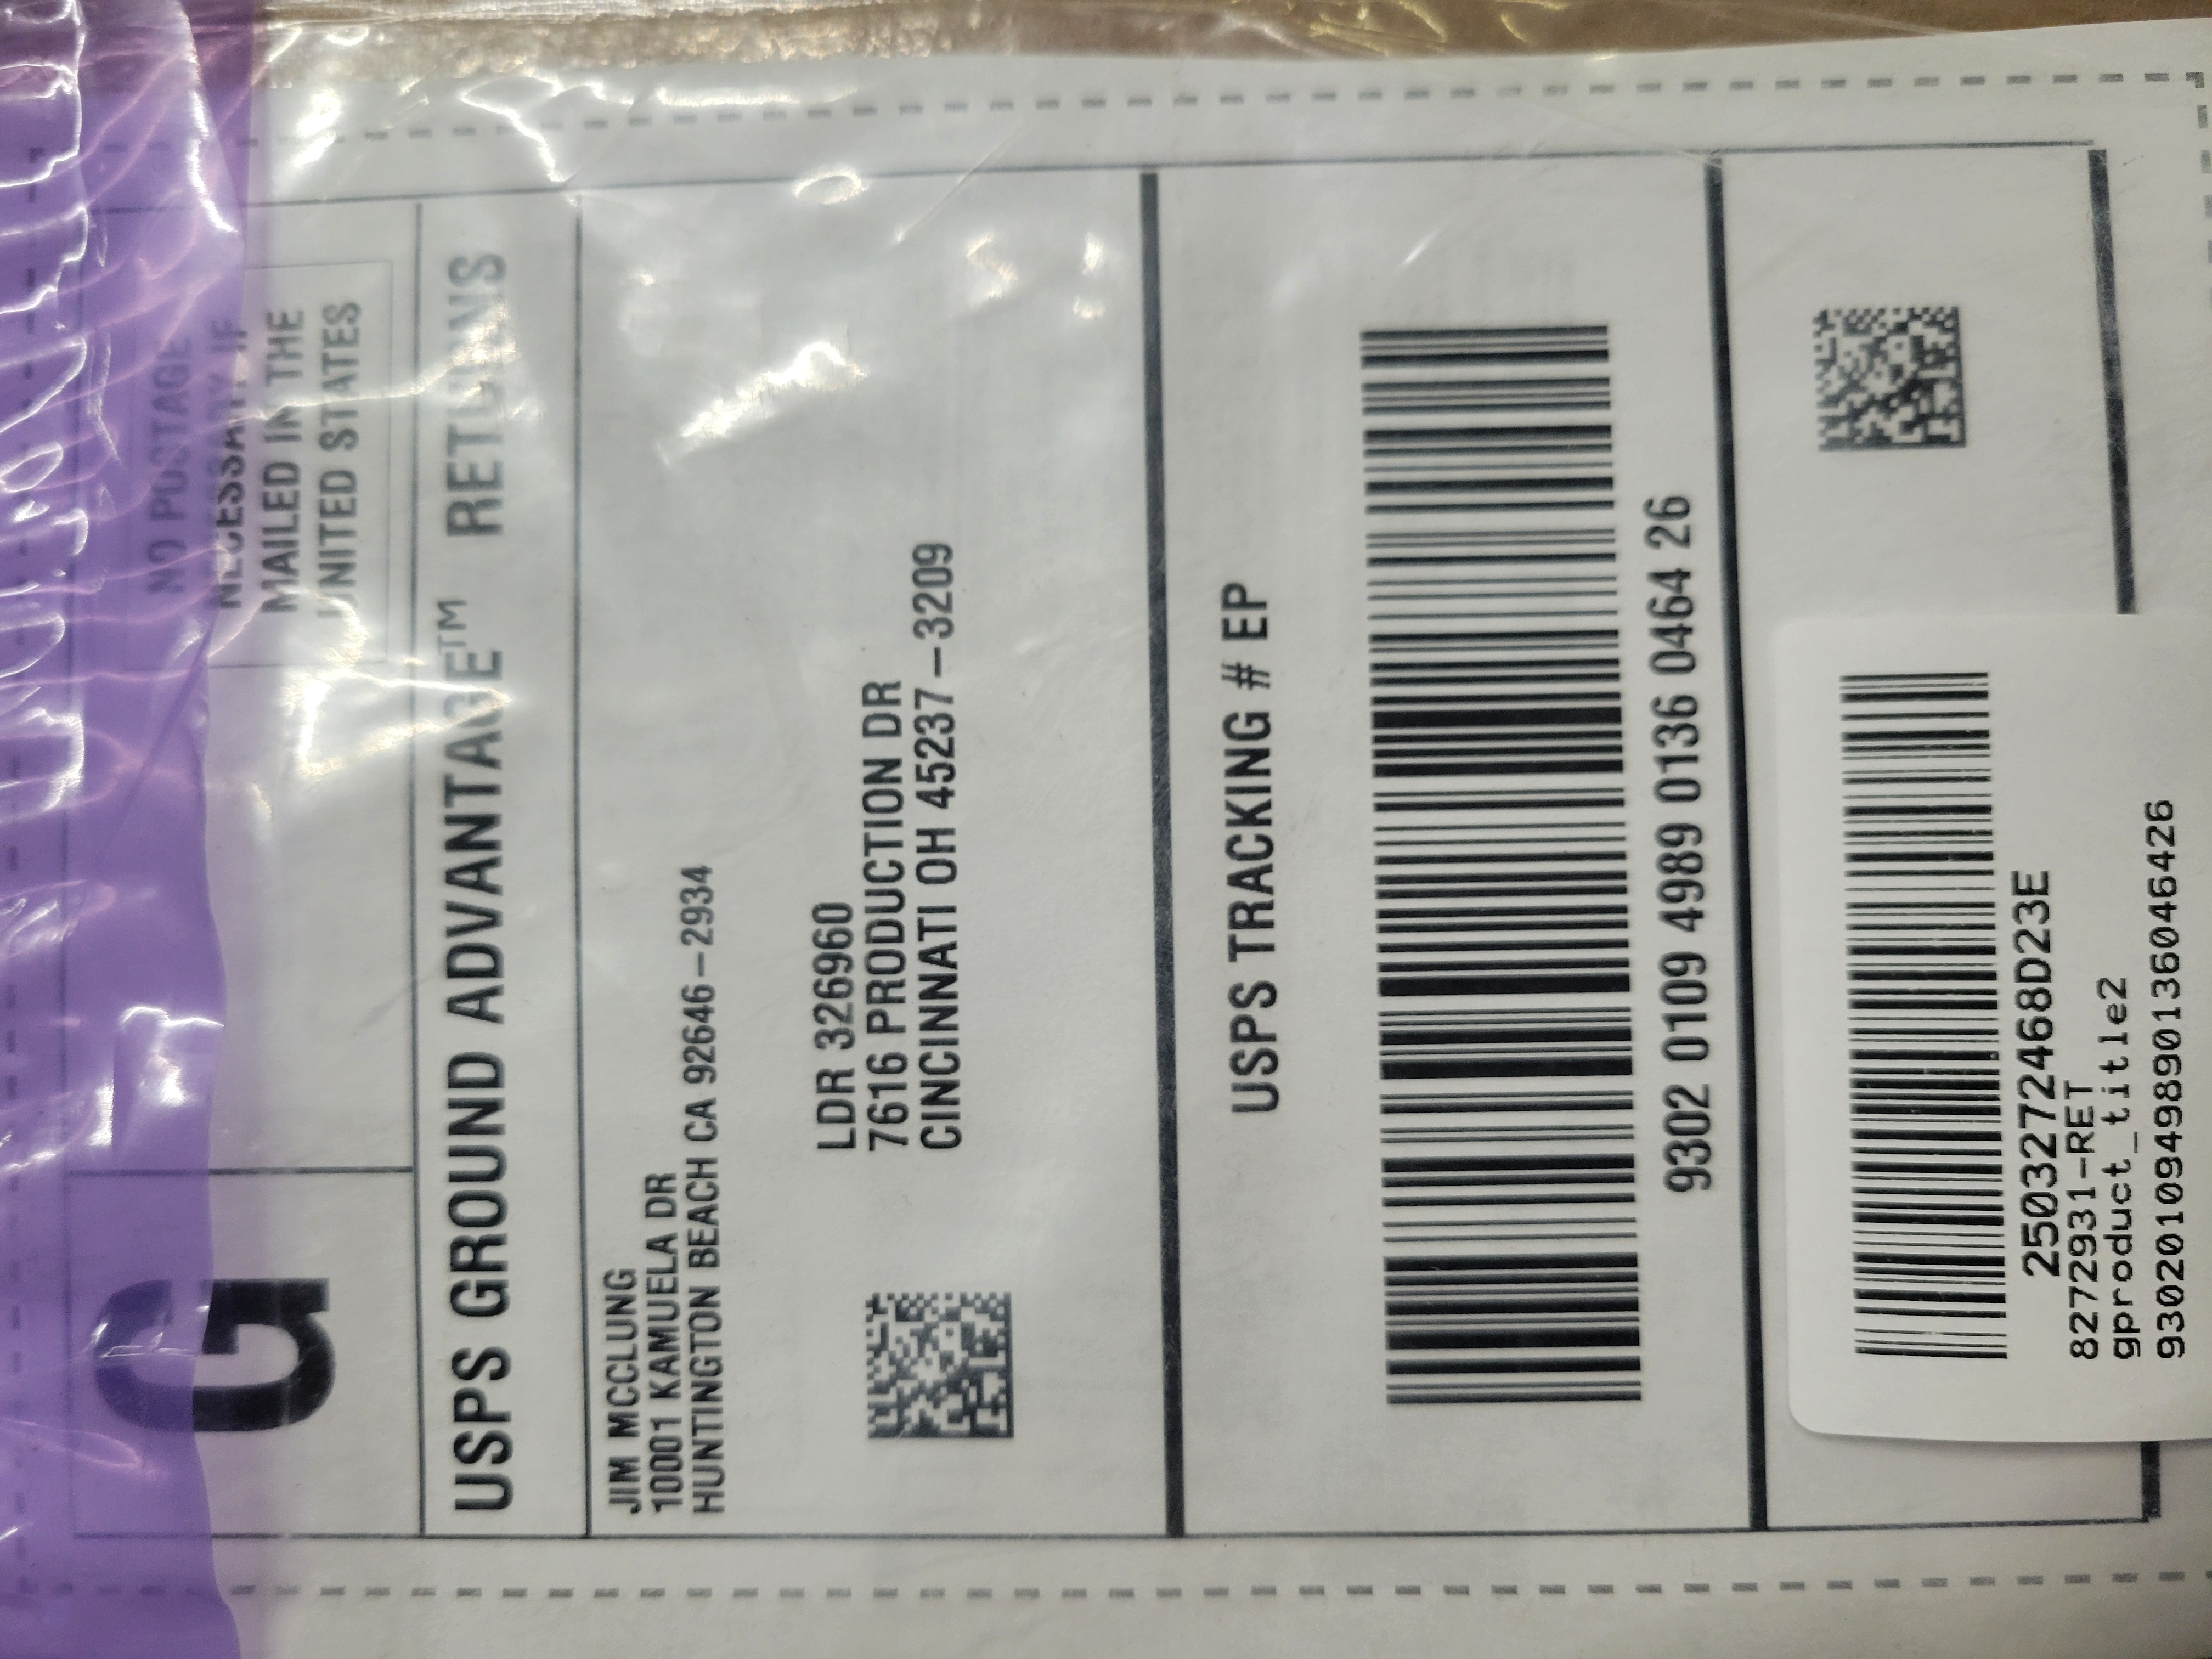 G
NO POSTAGE
NECESSARY IF
MAILED IN THE
UNITED STATES
USPS GROUND ADVANTAGE™ RETURNS
JIM MCCLUNG
10001 KAMUELA DR
HUNTINGTON BEACH CA 92646-2934
LDR 326960
7616 PRODUCTION DR
CINCINNATI OH 45237-3209
USPS TRACKING # EP
9302 0109 4989 0136 0464 26
2503272468D23E
8272931-RET
gproduct_title2
9302010949890136046426